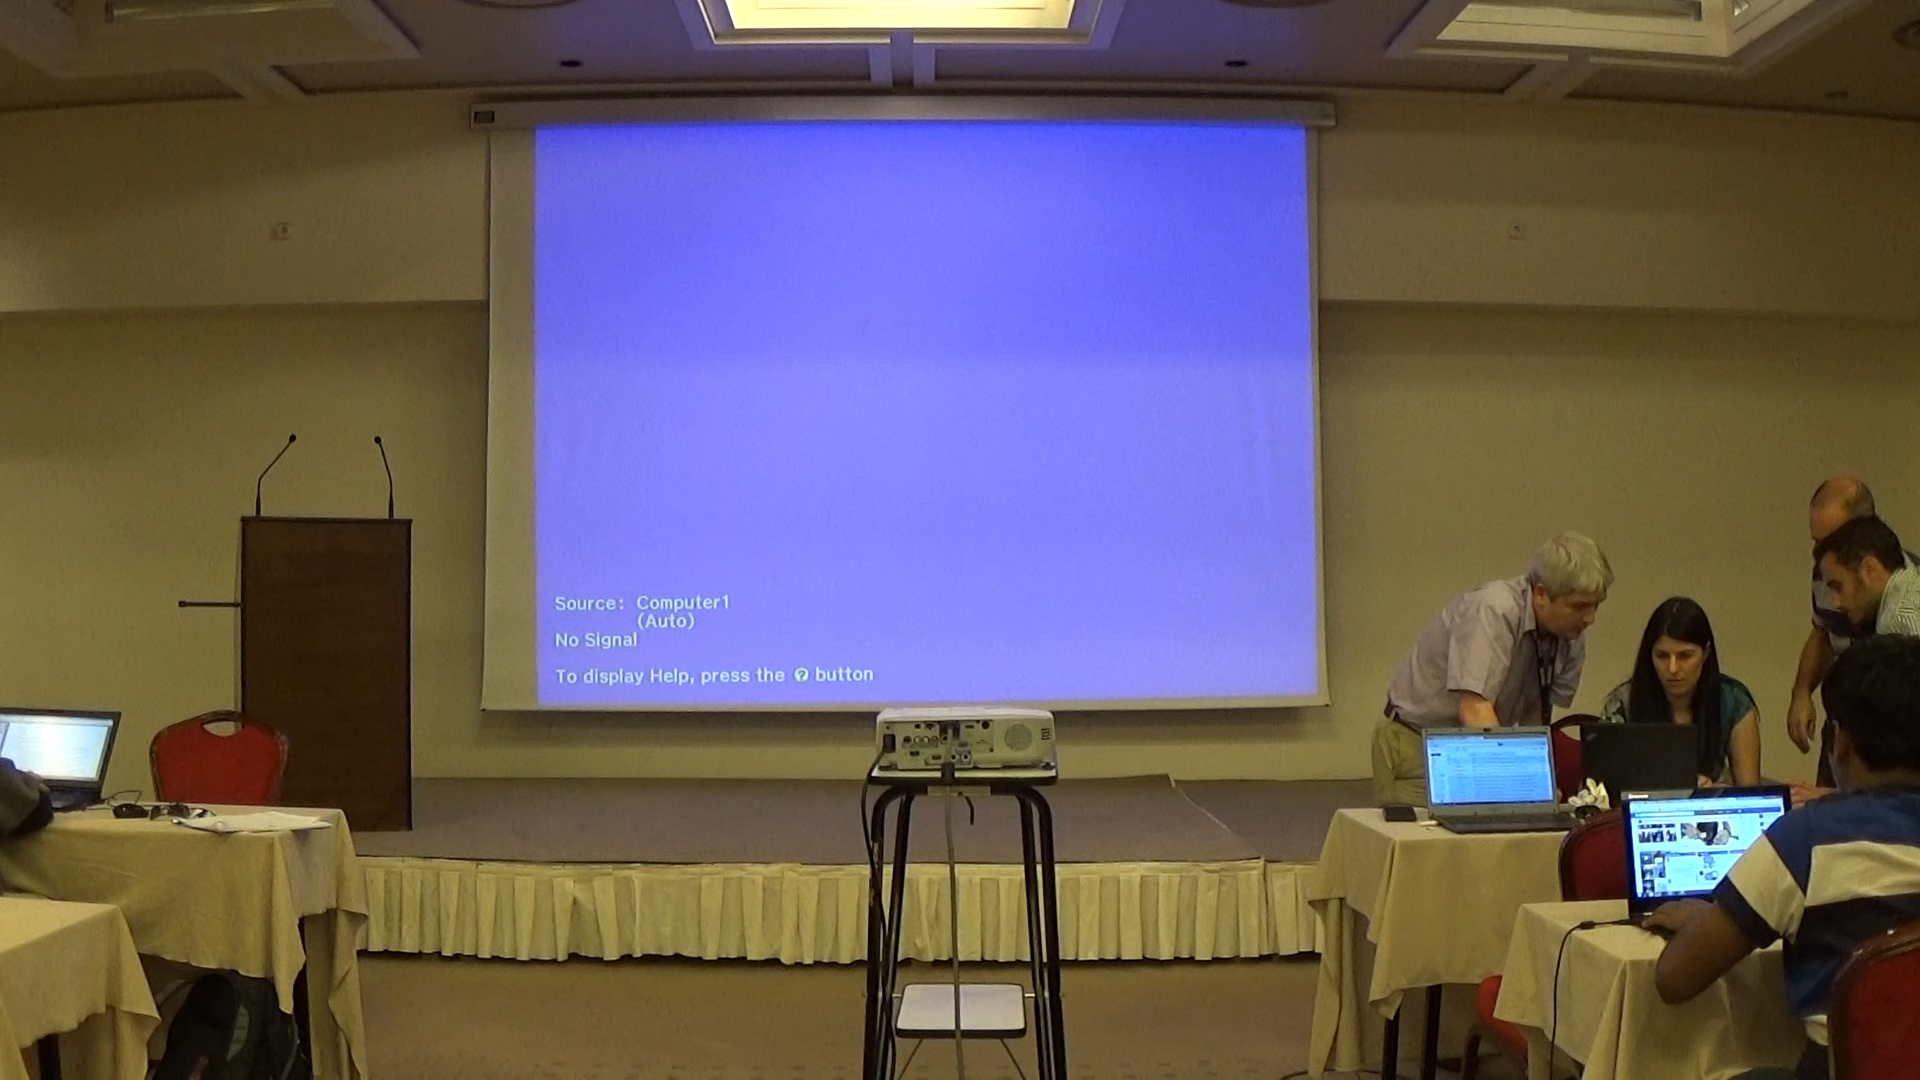 Source: Computer1
(Auto)
No Signal
To display Help, press the ? button